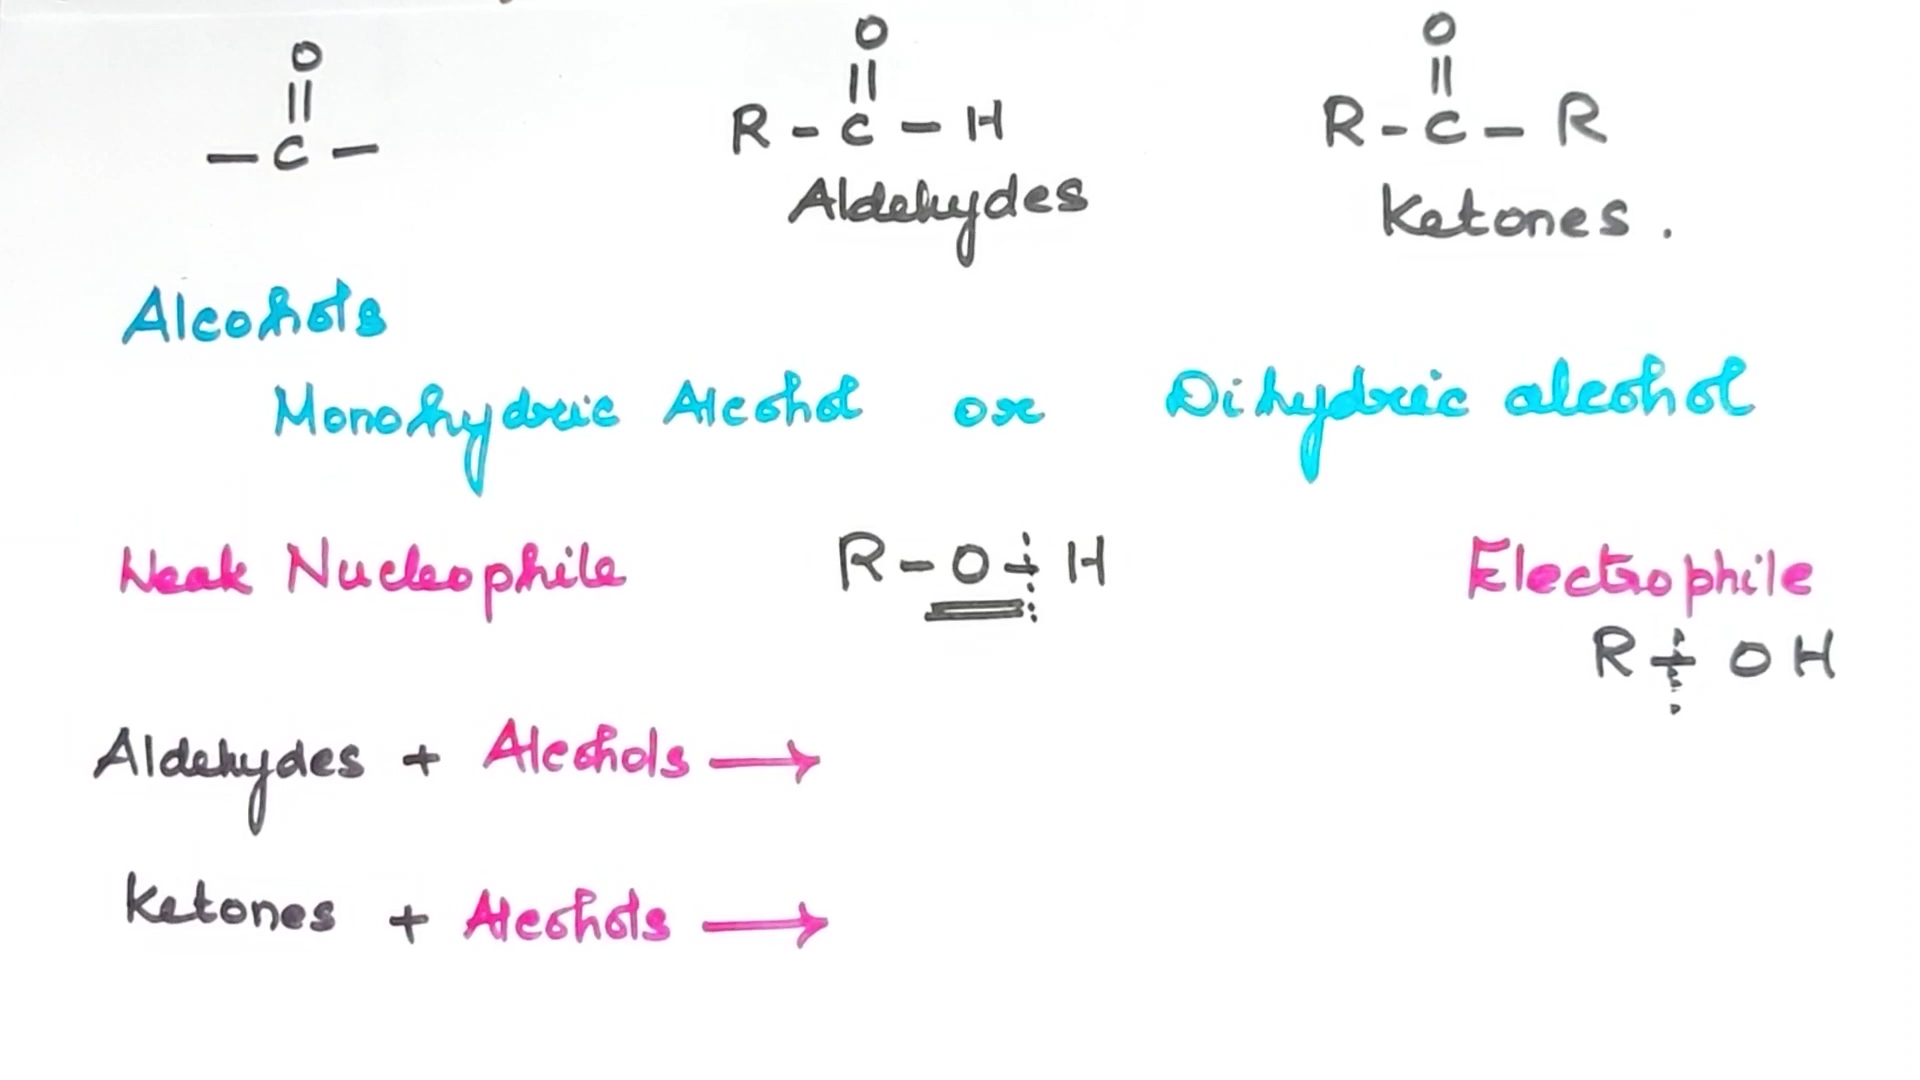 O O O
|| || ||
— C — R - C — H R - C - R
Aldehydes Ketones .
Alcohols
Monohydric Alcohol or Dihydric alcohol
Weak Nucleophile R - O - H Electrophile
R - OH
Aldehydes + Alcohols →
Ketones + Alcohols →